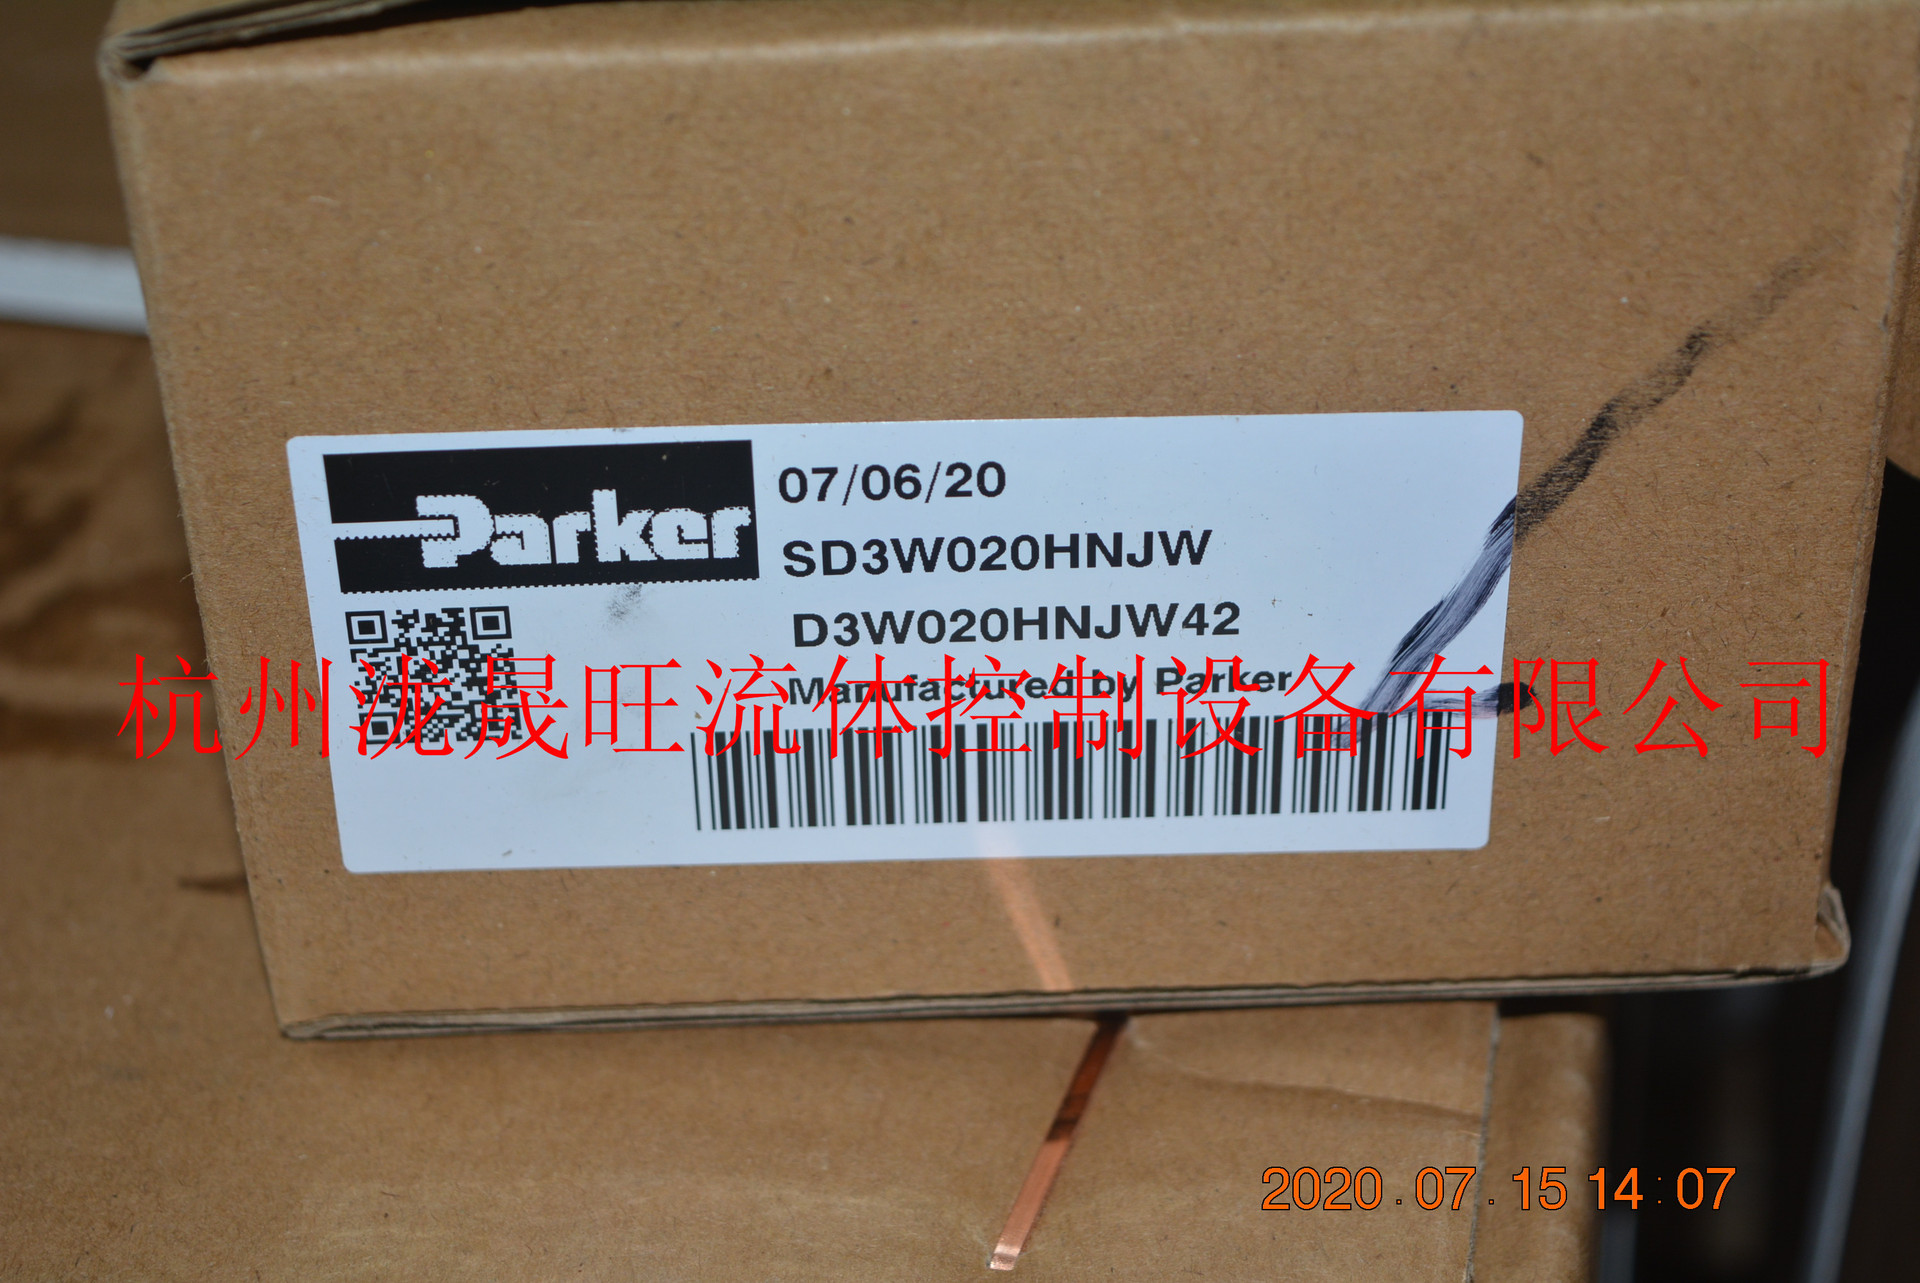 Parker
07/06/20
SD3W020HNJW
D3W020HNJW42
Manufactured by Parker
杭州泷晟旺流体控制设备有限公司
2020.07.15 14:07